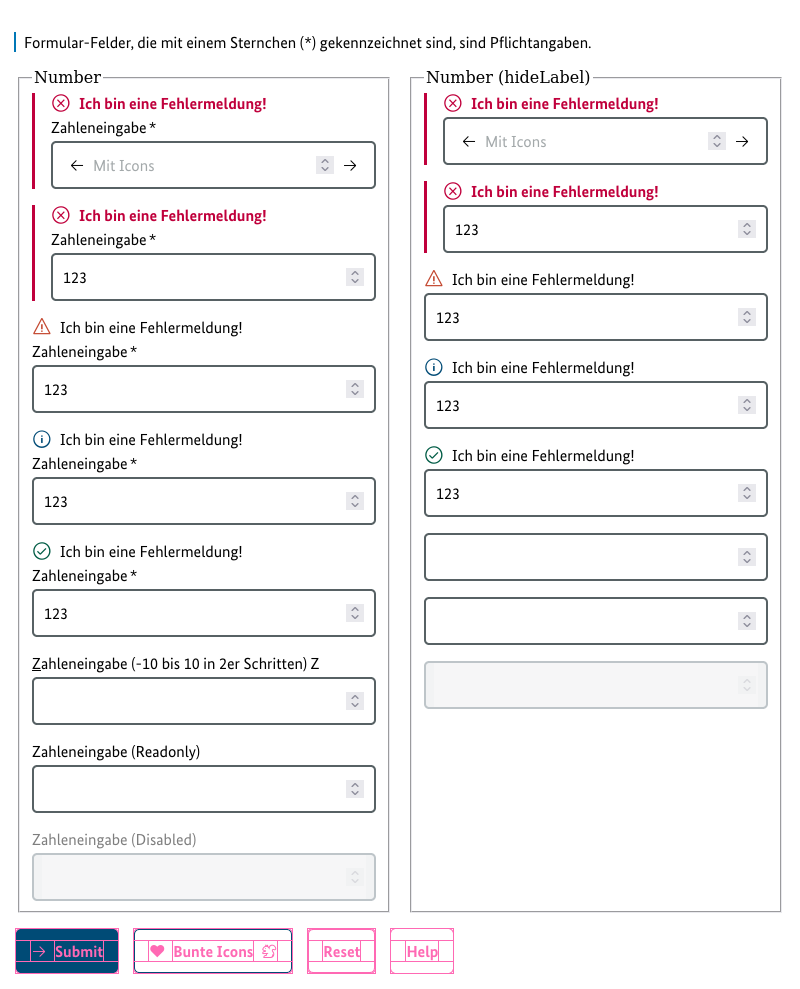 Formular-Felder, die mit einem Sternchen (*) gekennzeichnet sind, sind Pflichtangaben.
Number
Ich bin eine Fehlermeldung!
Zahleneingabe *
Mit Icons
Ich bin eine Fehlermeldung!
Zahleneingabe *
123
Ich bin eine Fehlermeldung!
Zahleneingabe *
123
Ich bin eine Fehlermeldung!
Zahleneingabe *
123
Ich bin eine Fehlermeldung!
Zahleneingabe *
123
Zahleneingabe (-10 bis 10 in 2er Schritten) Z
Zahleneingabe (Readonly)
Zahleneingabe (Disabled)
Number (hideLabel)
Ich bin eine Fehlermeldung!
Mit Icons
Ich bin eine Fehlermeldung!
123
Ich bin eine Fehlermeldung!
123
Ich bin eine Fehlermeldung!
123
Ich bin eine Fehlermeldung!
123
Submit
Bunte Icons
Reset
Help